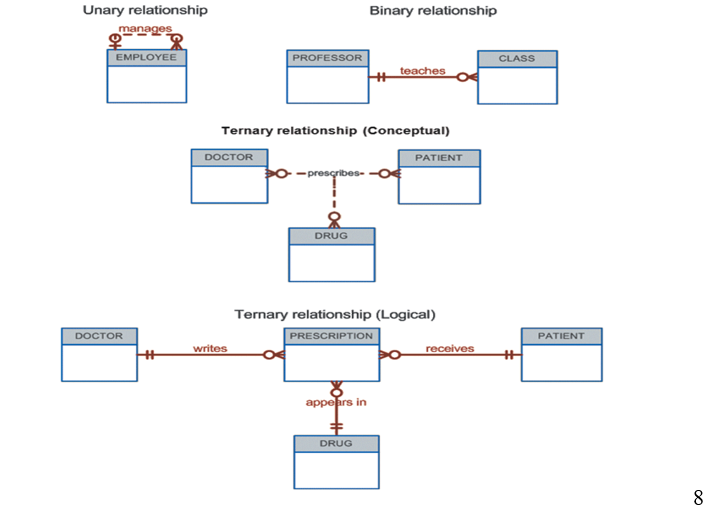 Unary relationship
Binary relationship
manages
EMPLOYEE
PROFESSOR
teaches
CLASS
Ternary relationship (Conceptual)
DOCTOR
prescribes
PATIENT
DRUG
Ternary relationship (Logical)
DOCTOR
writes
PRESCRIPTION
receives
PATIENT
appears in
DRUG
8